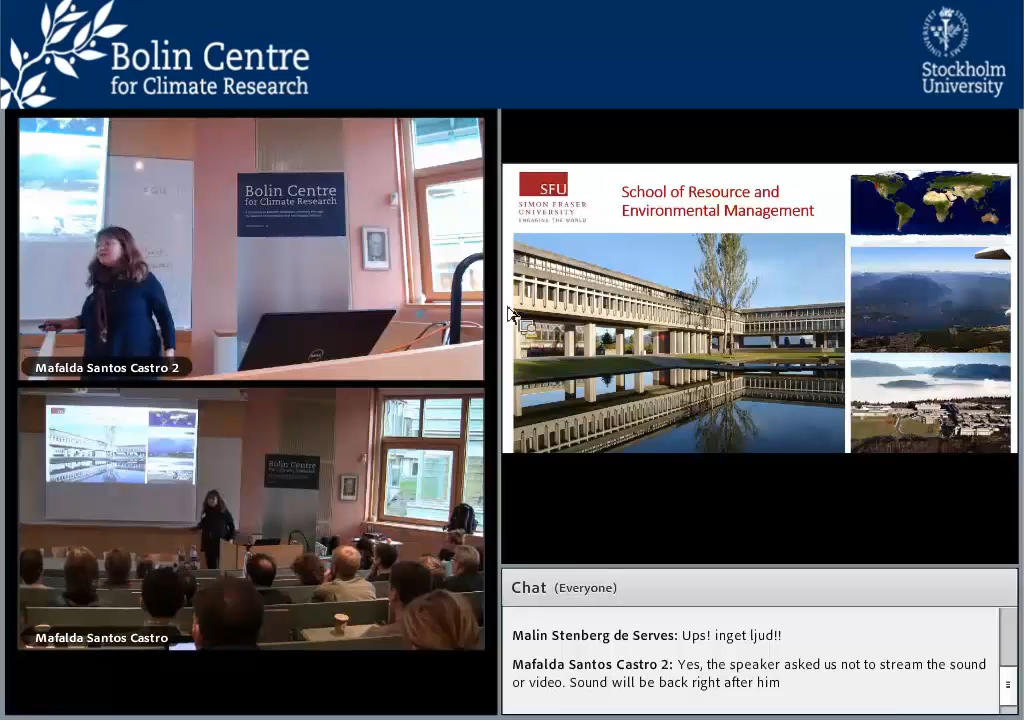 Bolin Centre
for Climate Research
Stockholm
University
Bolin Centre
for Climate Research
Mafalda Santos Castro 2
Bolin Centre
for Climate Research
Mafalda Santos Castro
SFU
SIMON FRASER
UNIVERSITY
ENGAGING THE WORLD
School of Resource and
Environmental Management
Chat (Everyone)
Malin Stenberg de Serves: Ups! inget ljud!!
Mafalda Santos Castro 2: Yes, the speaker asked us not to stream the sound
or video. Sound will be back right after him